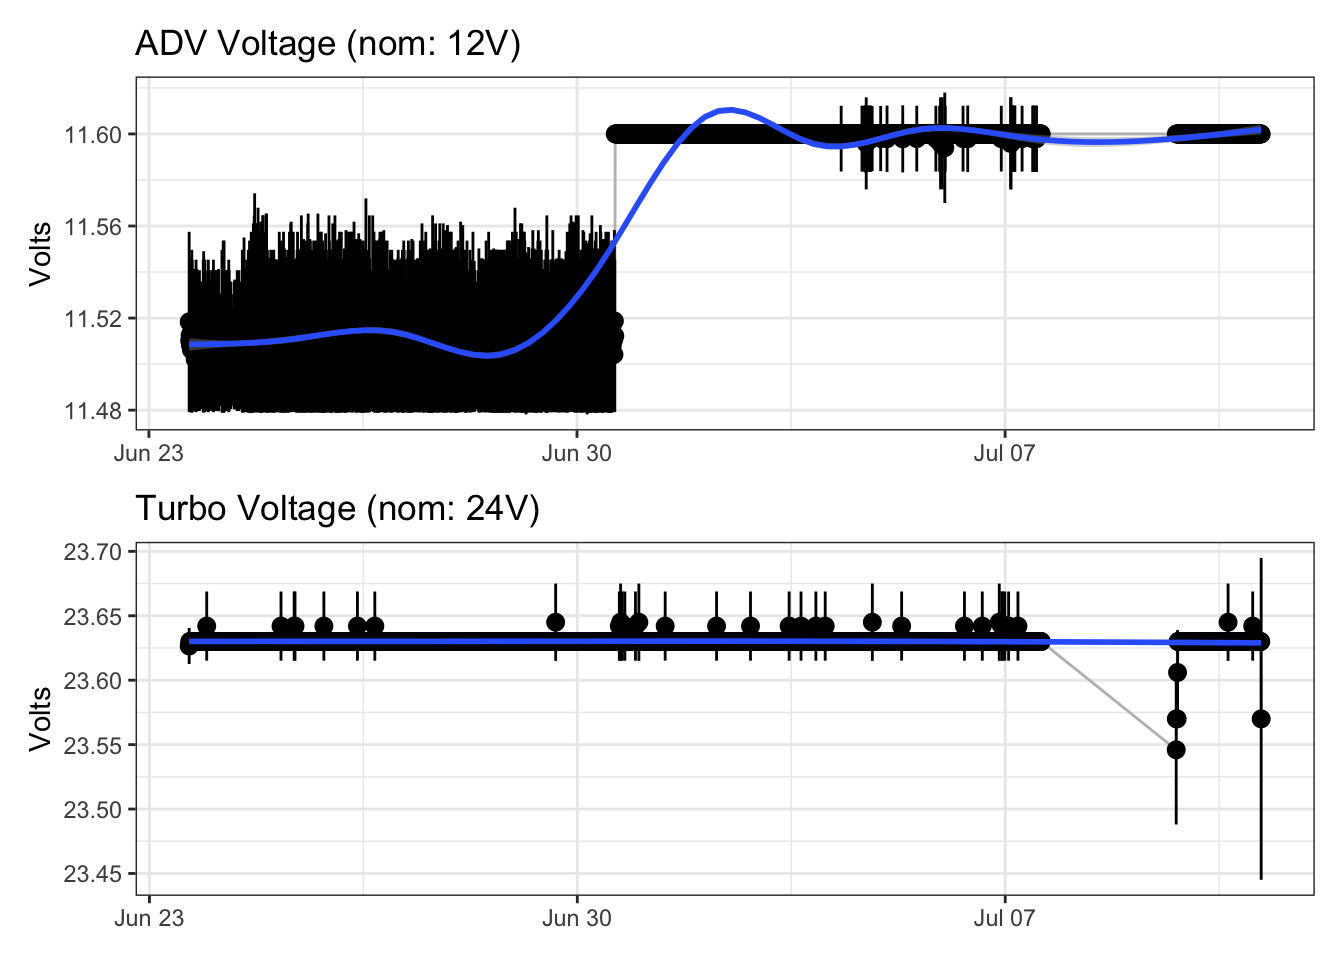 ADV Voltage (nom: 12V)
11.60
11.56
11.52
11.48
Volts
Jun 23
Jun 30
Jul 07
Turbo Voltage (nom: 24V)
23.70
23.65
23.60
23.55
23.50
23.45
Volts
Jun 23
Jun 30
Jul 07